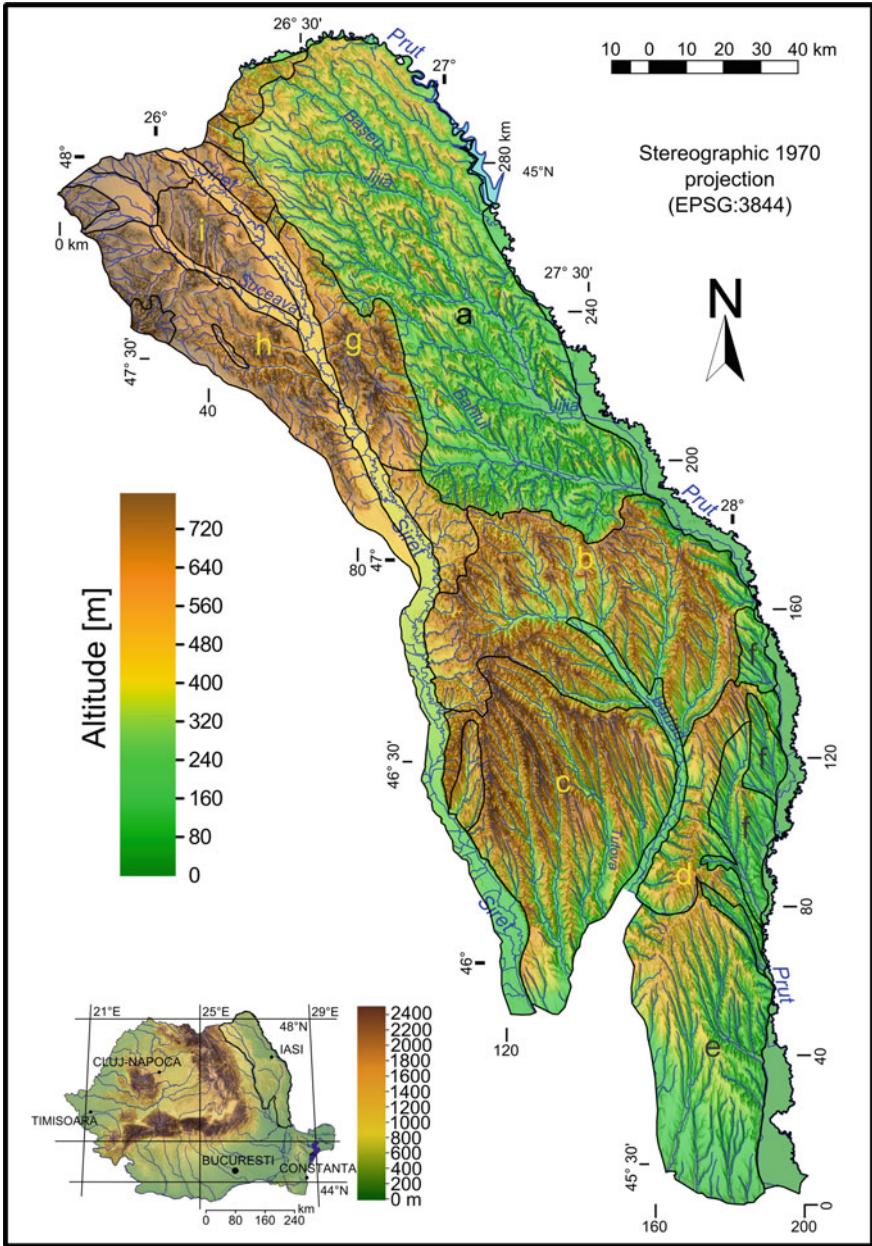 26° 30'
Prut
27°
10 0 10 20 30 40 km
26°
Başeu
280 km
45°N
Stereographic 1970
projection
(EPSG:3844)
48°
Siret
Jijia
0 km
i
Suceava
27° 30'
240
N
a
47° 30'
h
g
40
Bahlui
Jijia
200
Prut
28°
Altitude [m]
720
640
560
480
400
320
240
160
80
0
Siret
80
47°
b
160
f
46° 30'
120
f
c
f
Tutova
d
Siret
80
46°
Prut
120
e
40
45° 30'
160
200
0
21°E
25°E
29°E
48°N
2400
2200
2000
1800
1600
1400
1200
1000
800
600
400
200
0 m
CLUJ-NAPOCA
IASI
TIMISOARA
BUCURESTI
CONSTANTA
44°N
km
0 80 160 240